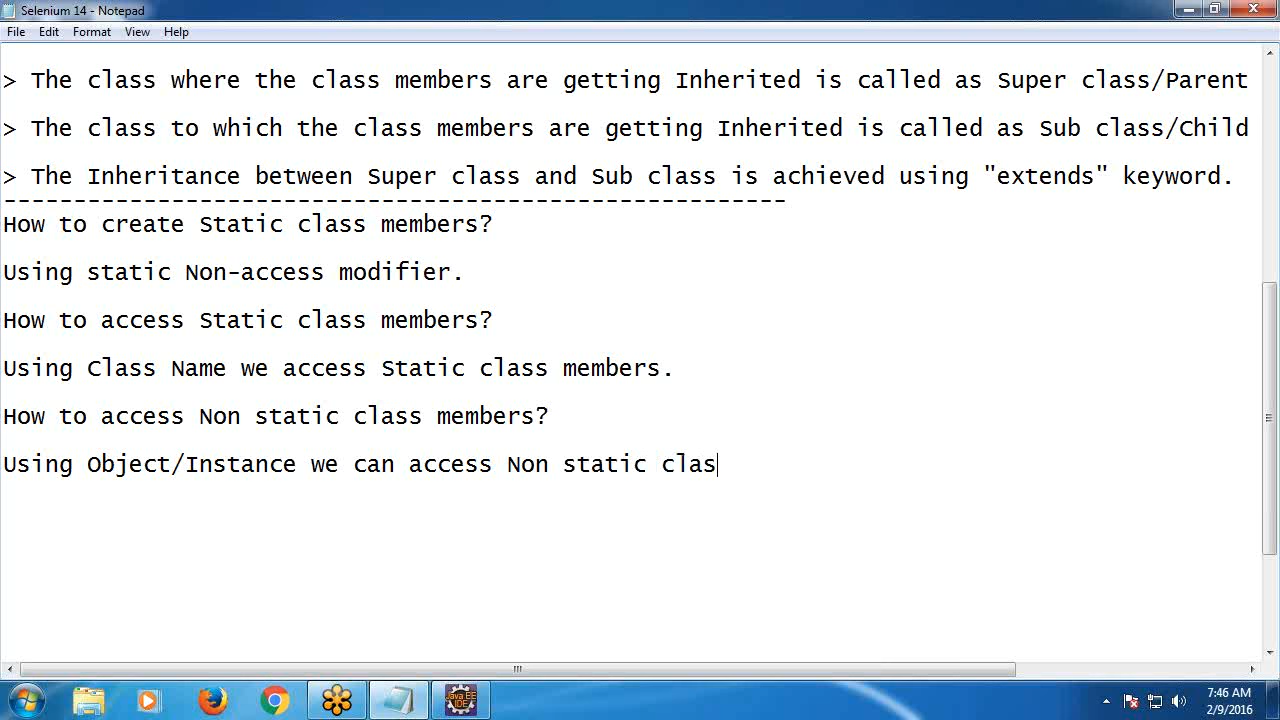 Selenium 14 - Notepad
File Edit Format View Help
> The class where the class members are getting Inherited is called as Super class/Parent
> The class to which the class members are getting Inherited is called as Sub class/Child
> The Inheritance between Super class and Sub class is achieved using "extends" keyword.
--------------------------------------------------------
How to create Static class members?
Using static Non-access modifier.
How to access Static class members?
Using Class Name we access Static class members.
How to access Non static class members?
Using Object/Instance we can access Non static clas
Java EE
IDE
7:46 AM
2/9/2016